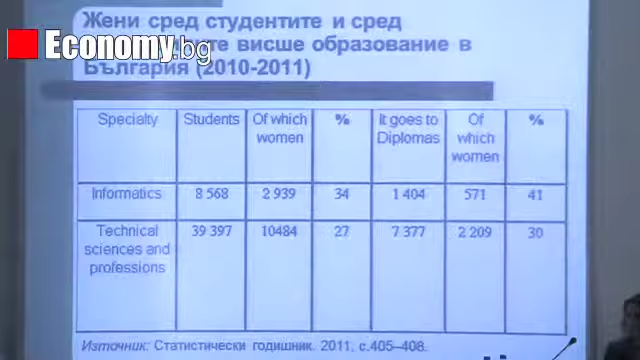 Жени сред студентите и сред
висше образование в
България (2010-2011)
Economy.bg
Specialty Students Of which women % It goes to Diplomas Of which women %
Informatics 8 568 2 939 34 1 404 571 41
Technical sciences and professions 39 397 10484 27 7 377 2 209 30
Източник: Статистически годишник. 2011, с.405–408.